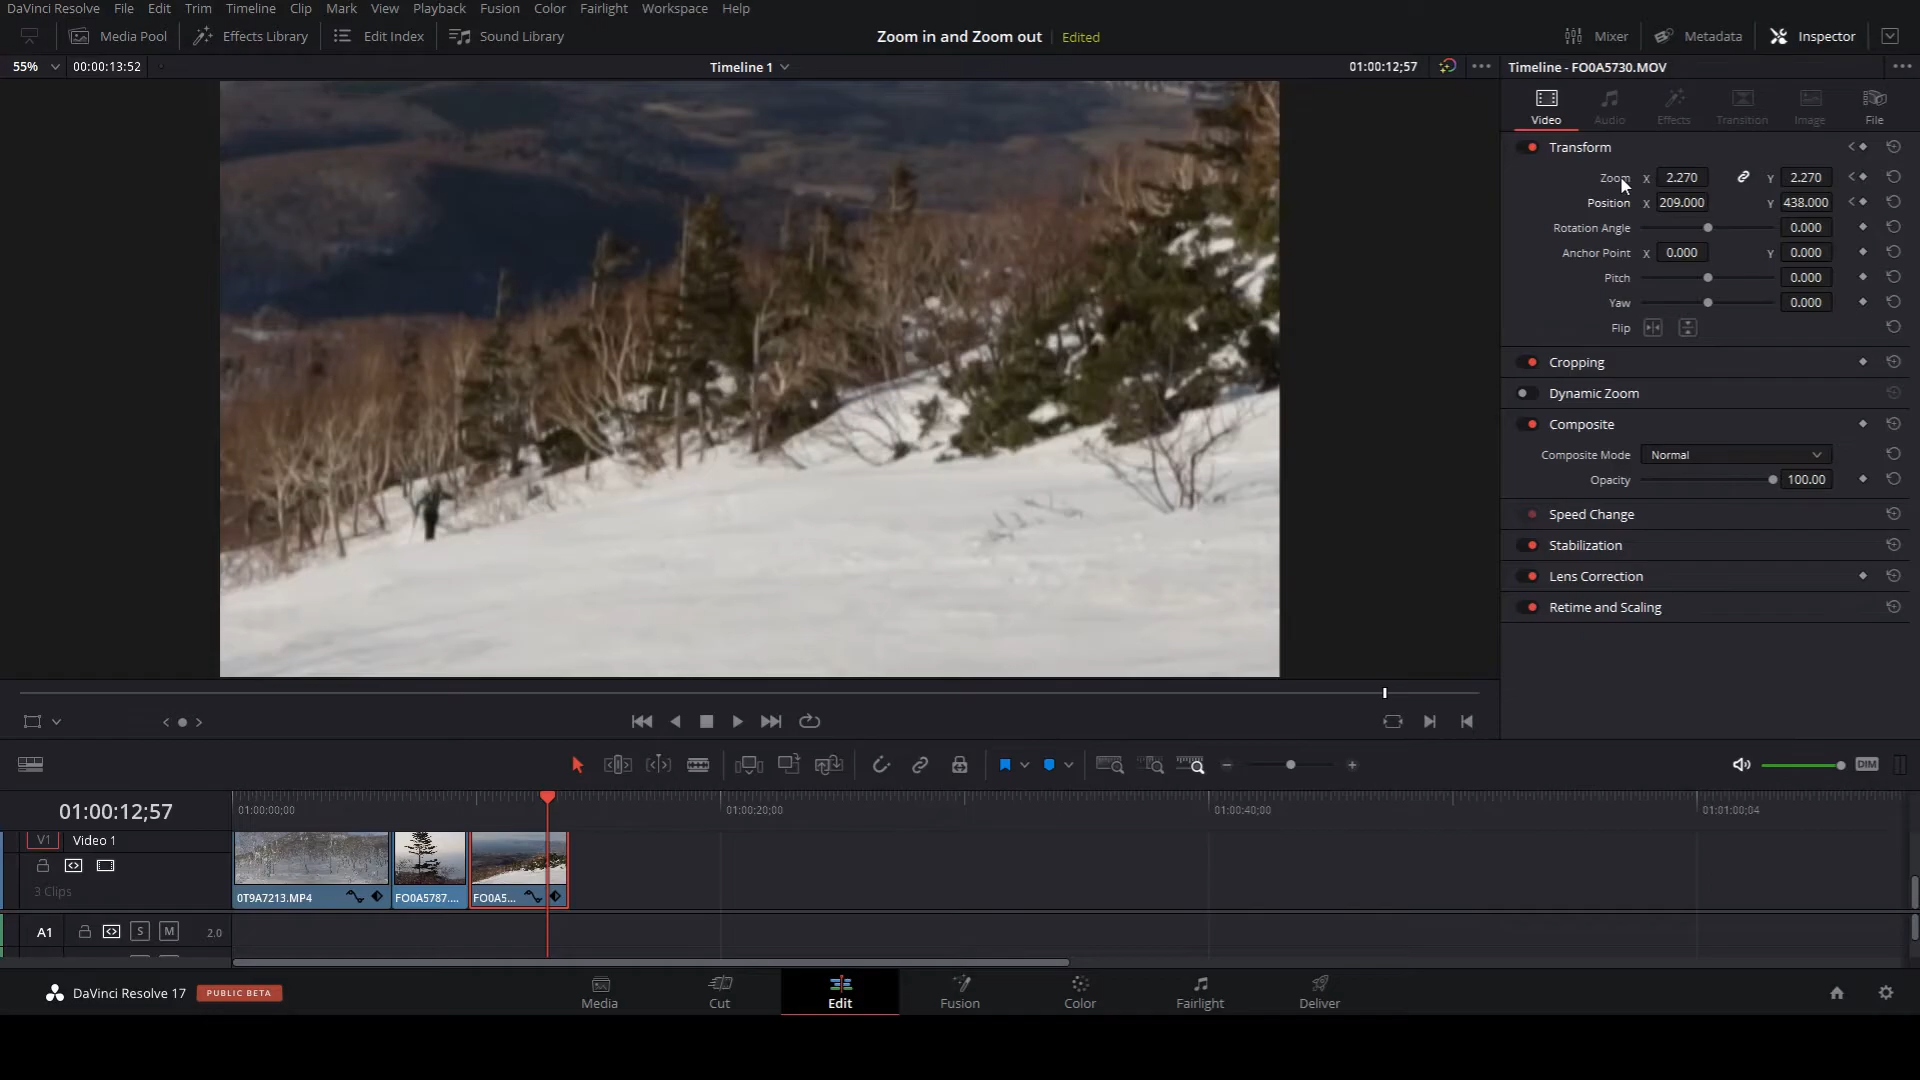 DaVinci Resolve File Edit Trim Timeline Clip Mark View Playback Fusion Color Fairlight Workspace Help
Media Pool Effects Library Edit Index Sound Library Zoom in and Zoom out Edited Mixer Metadata Inspector
55% 00:00:13:52 Timeline 1 01:00:12;57 Timeline - FO0A5730.MOV
Video Audio Effects Transition Image File
Transform
Zoom X 2.270 Y 2.270
Position X 209.000 Y 438.000
Rotation Angle 0.000
Anchor Point X 0.000 Y 0.000
Pitch 0.000
Yaw 0.000
Flip
Cropping
Dynamic Zoom
Composite
Composite Mode Normal
Opacity 100.00
Speed Change
Stabilization
Lens Correction
Retime and Scaling
DIM
01:00:12;57 01:00:00;00 01:00:20;00 01:00:40;00 01:01:00;04
V1 Video 1
3 Clips
0T9A7213.MP4 FO0A5787.... FO0A5...
A1 S M 2.0
DaVinci Resolve 17 PUBLIC BETA Media Cut Edit Fusion Color Fairlight Deliver